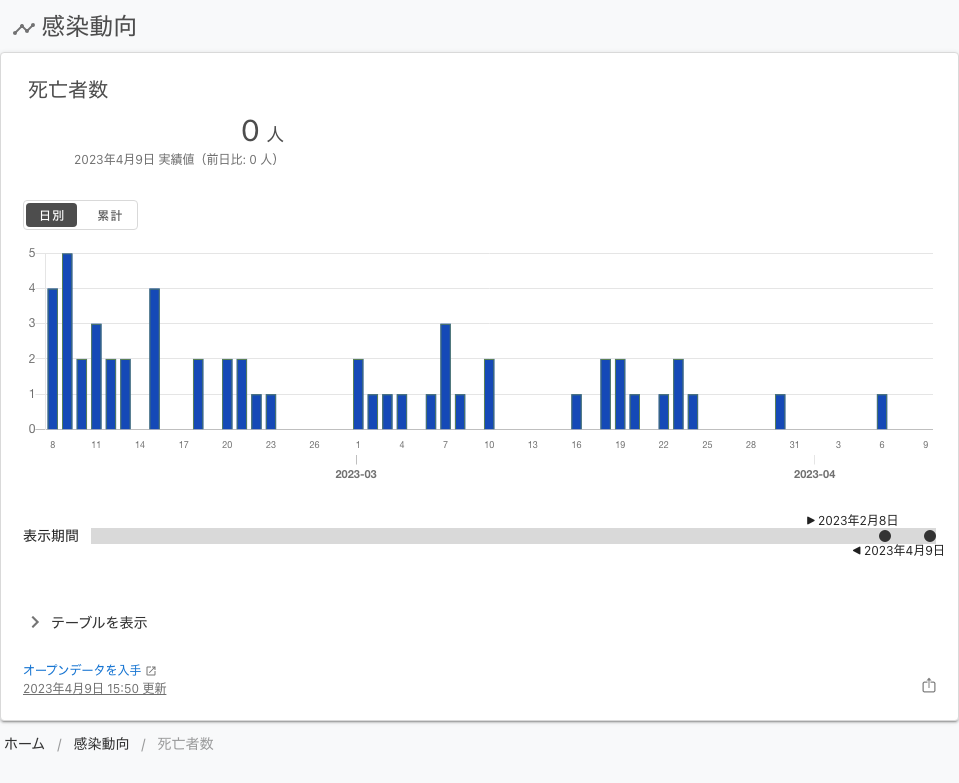 感染動向
死亡者数
0 人
2023年4月9日 実績値（前日比: 0 人）
日別 累計
5
4
3
2
1
0
8 11 14 17 20 23 26 1 4 7 10 13 16 19 22 25 28 31 3 6 9
2023-03 2023-04
2023年2月8日
表示期間
2023年4月9日
テーブルを表示
オープンデータを入手
2023年4月9日 15:50 更新
ホーム / 感染動向 / 死亡者数